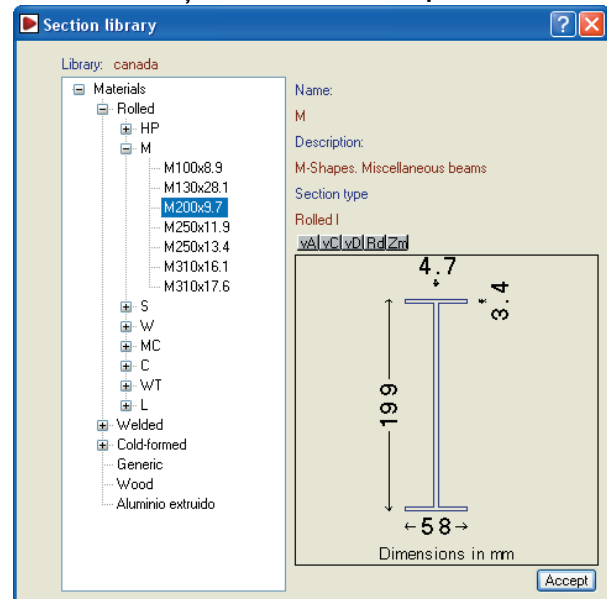 Section library
Library: canada
Materials
Rolled
HP
M
M100x8.9
M130x28.1
M200x9.7
M250x11.9
M250x13.4
M310x16.1
M310x17.6
S
W
MC
C
WT
L
Welded
Cold-formed
Generic
Wood
Aluminio extruido
Name:
M
Description:
M-Shapes. Miscellaneous beams
Section type
Rolled I
vA vC vD Rd Zm
4.7
3.4
199
58
Dimensions in mm
Accept